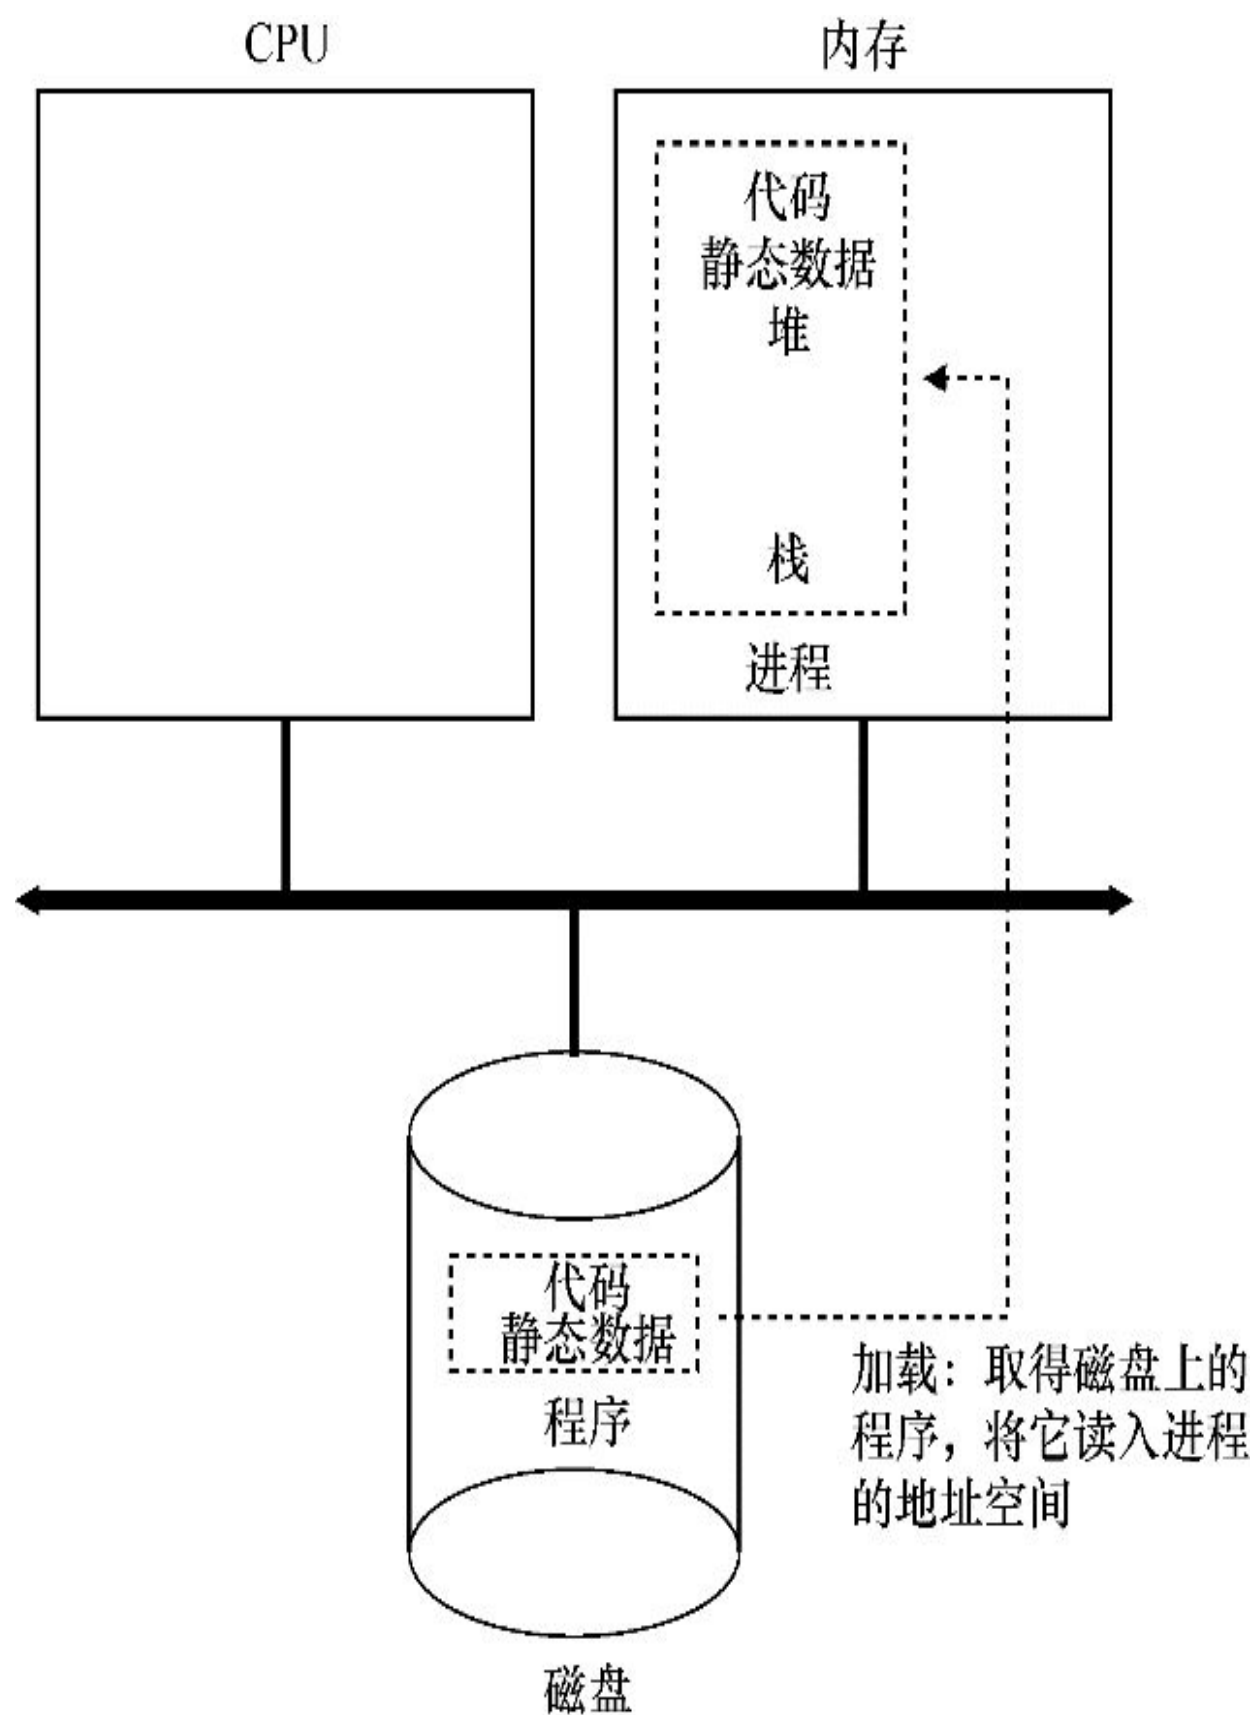 CPU
内存
代码
静态数据
堆
栈
进程
代码
静态数据
程序
加载：取得磁盘上的
程序，将它读入进程
的地址空间
磁盘